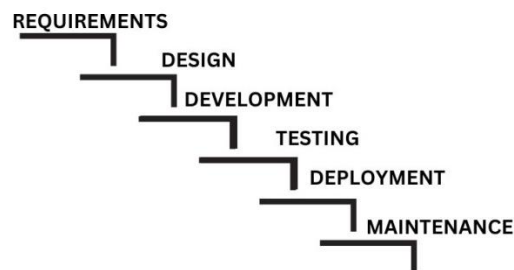 REQUIREMENTS
DESIGN
DEVELOPMENT
TESTING
DEPLOYMENT
MAINTENANCE